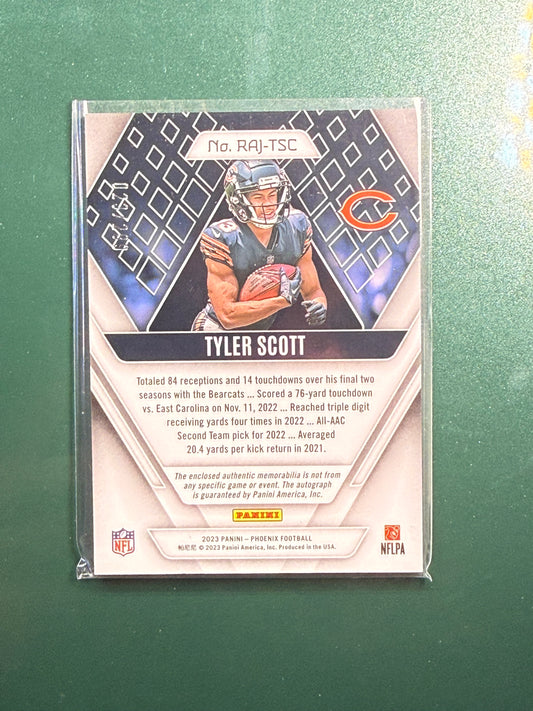 No. RAJ-TSC
TYLER SCOTT
Totaled 84 receptions and 14 touchdowns over his final two
seasons with the Bearcats ... Scored a 76-yard touchdown
vs. East Carolina on Nov. 11, 2022 ... Reached triple digit
receiving yards four times in 2022 ... All-AAC
Second Team pick for 2022 ... Averaged
20.4 yards per kick return in 2021.
The enclosed authentic memorabilia is not from
any specific game or event. The autograph
is guaranteed by Panini America, Inc.
PANINI
2023 PANINI – PHOENIX FOOTBALL
帕尼尼 © 2023 Panini America, Inc. Produced in the USA.
NFL
NFLPA